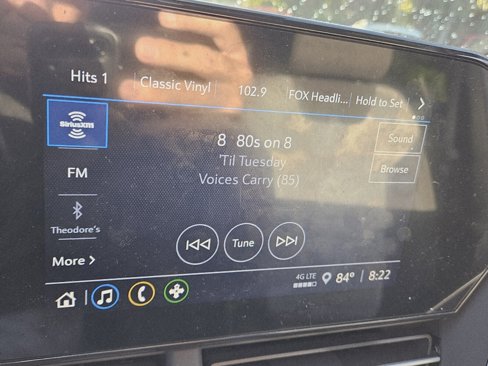 Hits 1 Classic Vinyl 102.9 FOX Headli... Hold to Set
SiriusXM
8 80s on 8
Sound
'Til Tuesday
FM
Browse
Voices Carry (85)
Theodore's
Tune
More
4G LTE
84° 8:22